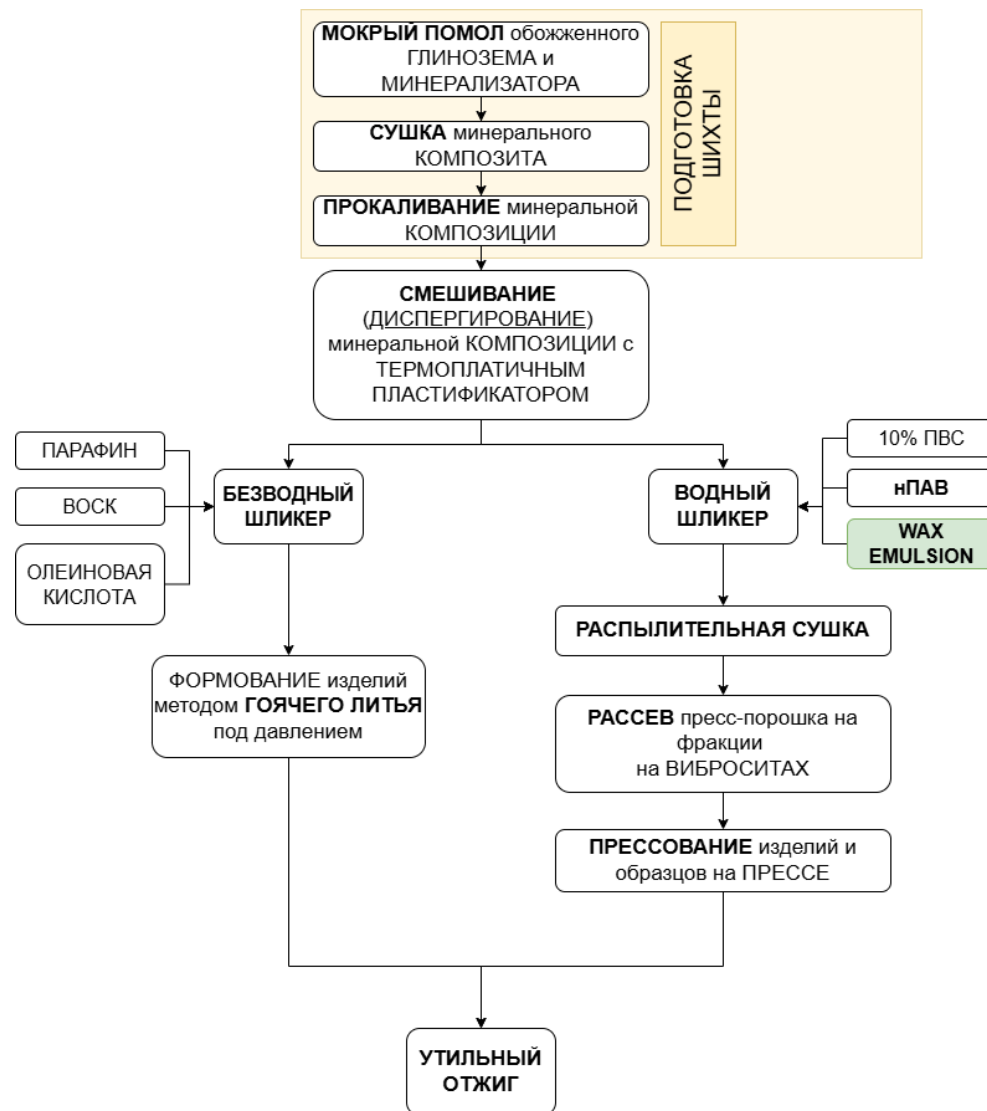 МОКРЫЙ ПОМОЛ обожженного
ГЛИНОЗЕМА и
МИНЕРАЛИЗАТОРА
СУШКА минерального
КОМПОЗИТА
ПРОКАЛИВАНИЕ минеральной
КОМПОЗИЦИИ
ПОДГОТОВКА
ШИХТЫ
СМЕШИВАНИЕ
(ДИСПЕРГИРОВАНИЕ)
минеральной КОМПОЗИЦИИ с
ТЕРМОПЛАТИЧНЫМ
ПЛАСТИФИКАТОРОМ
ПАРАФИН
ВОСК
ОЛЕИНОВАЯ
КИСЛОТА
БЕЗВОДНЫЙ
ШЛИКЕР
ВОДНЫЙ
ШЛИКЕР
10% ПВС
нПАВ
WAX
EMULSION
ФОРМОВАНИЕ изделий
методом ГОЯЧЕГО ЛИТЬЯ
под давлением
РАСПЫЛИТЕЛЬНАЯ СУШКА
РАССЕВ пресс-порошка на
фракции
на ВИБРОСИТАХ
ПРЕССОВАНИЕ изделий и
образцов на ПРЕССЕ
УТИЛЬНЫЙ
ОТЖИГ